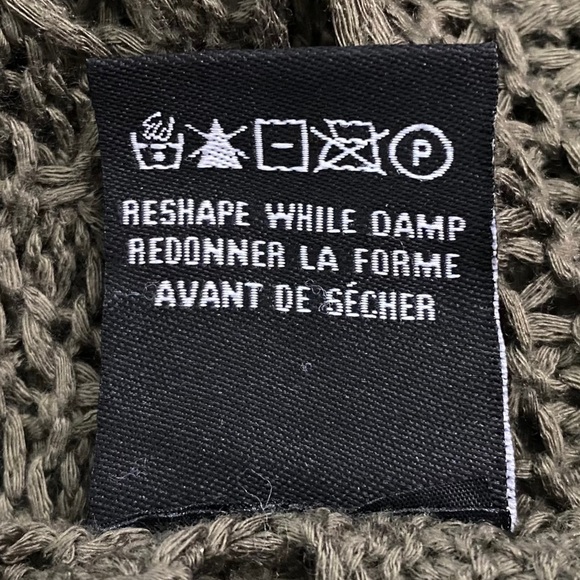 P
RESHAPE WHILE DAMP
REDONNER LA FORME
AVANT DE SÉCHER